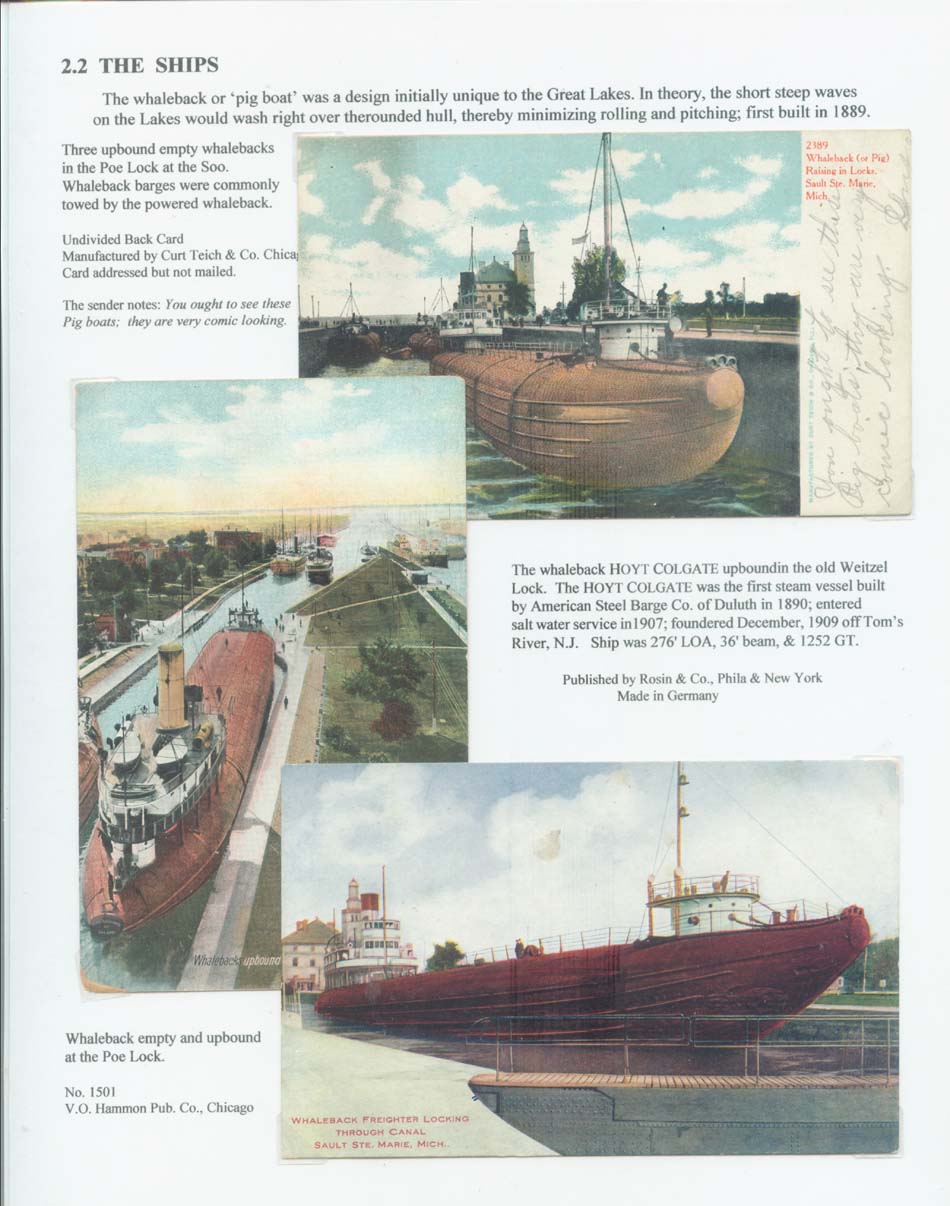 2.2 THE SHIPS
The whaleback or ‘pig boat’ was a design initially unique to the Great Lakes. In theory, the short steep waves
on the Lakes would wash right over therounded hull, thereby minimizing rolling and pitching; first built in 1889.
Three upbound empty whalebacks
in the Poe Lock at the Soo.
Whaleback barges were commonly
towed by the powered whaleback.
Undivided Back Card
Manufactured by Curt Teich & Co. Chica
Card addressed but not mailed.
The sender notes: You ought to see these
Pig boats; they are very comic looking.
2389
Whaleback (or Pig)
Raising in Locks,
Sault Ste. Marie,
Mich.
You ought to see these
Pig boats, they are very
Comic looking.
MANUFACTURED BY CURT TEICH & CO.
The whaleback HOYT COLGATE upboundin the old Weitzel
Lock. The HOYT COLGATE was the first steam vessel built
by American Steel Barge Co. of Duluth in 1890; entered
salt water service in1907; foundered December, 1909 off Tom’s
River, N.J. Ship was 276' LOA, 36' beam, & 1252 GT.
Published by Rosin & Co., Phila & New York
Made in Germany
Whalebacks upbound
Whaleback empty and upbound
at the Poe Lock.
No. 1501
V.O. Hammon Pub. Co., Chicago
WHALEBACK FREIGHTER LOCKING
THROUGH CANAL
SAULT STE. MARIE, MICH.